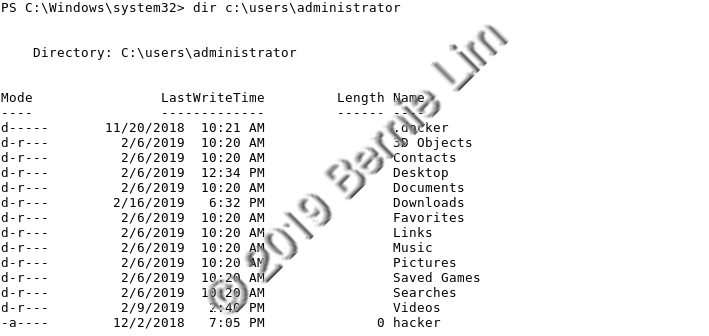 PS C:\Windows\system32> dir c:\users\administrator
Directory: C:\users\administrator
Mode LastWriteTime Length Name
---- ------------- ------ ----
d----- 11/20/2018 10:21 AM .docker
d-r--- 2/6/2019 10:20 AM 3D Objects
d-r--- 2/6/2019 10:20 AM Contacts
d-r--- 2/6/2019 12:34 PM Desktop
d-r--- 2/6/2019 10:20 AM Documents
d-r--- 2/16/2019 6:32 PM Downloads
d-r--- 2/6/2019 10:20 AM Favorites
d-r--- 2/6/2019 10:20 AM Links
d-r--- 2/6/2019 10:20 AM Music
d-r--- 2/6/2019 10:20 AM Pictures
d-r--- 2/6/2019 10:20 AM Saved Games
d-r--- 2/6/2019 10:20 AM Searches
d-r--- 2/9/2019 2:40 PM Videos
-a---- 12/2/2018 7:05 PM 0 hacker
© 2019 Bernie Lim